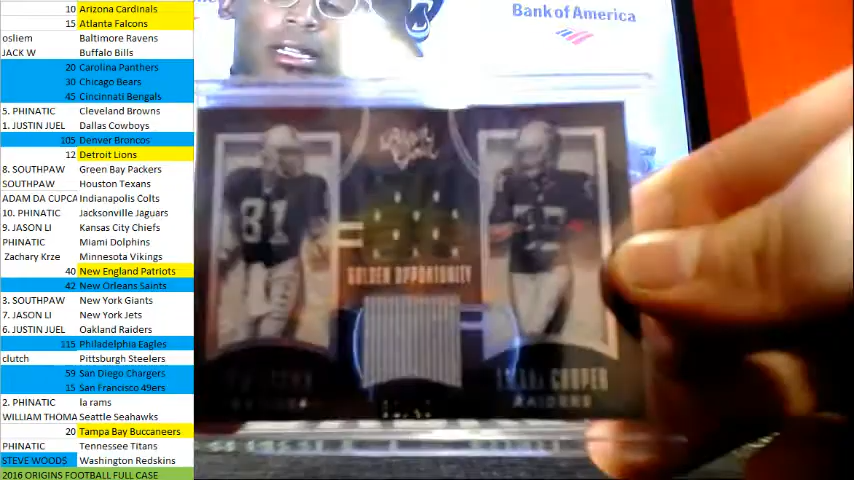 10 Arizona Cardinals
15 Atlanta Falcons
osliem Baltimore Ravens
JACK W Buffalo Bills
20 Carolina Panthers
30 Chicago Bears
45 Cincinnati Bengals
5. PHINATIC Cleveland Browns
1. JUSTIN JUEL Dallas Cowboys
105 Denver Broncos
12 Detroit Lions
8. SOUTHPAW Green Bay Packers
SOUTHPAW Houston Texans
ADAM DA CUPCA Indianapolis Colts
10. PHINATIC Jacksonville Jaguars
9. JASON LI Kansas City Chiefs
PHINATIC Miami Dolphins
Zachary Krze Minnesota Vikings
40 New England Patriots
42 New Orleans Saints
3. SOUTHPAW New York Giants
7. JASON LI New York Jets
6. JUSTIN JUEL Oakland Raiders
115 Philadelphia Eagles
clutch Pittsburgh Steelers
59 San Diego Chargers
15 San Francisco 49ers
2. PHINATIC la rams
WILLIAM THOMA Seattle Seahawks
20 Tampa Bay Buccaneers
PHINATIC Tennessee Titans
STEVE WOODS Washington Redskins
2016 ORIGINS FOOTBALL FULL CASE
Bank of America
81
GOLDEN OPPORTUNITY
COOPER
RAIDERS